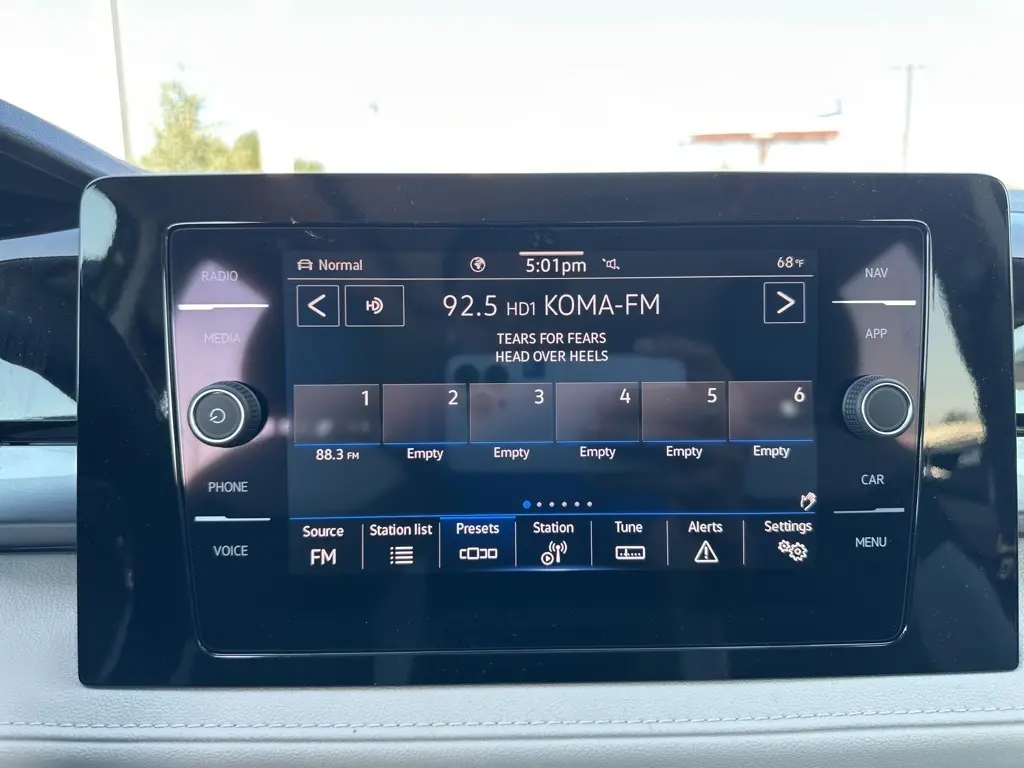 RADIO
MEDIA
PHONE
VOICE
Normal
5:01pm
68°F
HD
92.5 HD1 KOMA-FM
TEARS FOR FEARS
HEAD OVER HEELS
1 2 3 4 5 6
88.3 FM Empty Empty Empty Empty Empty
Source Station list Presets Station Tune Alerts Settings
FM
NAV
APP
CAR
MENU